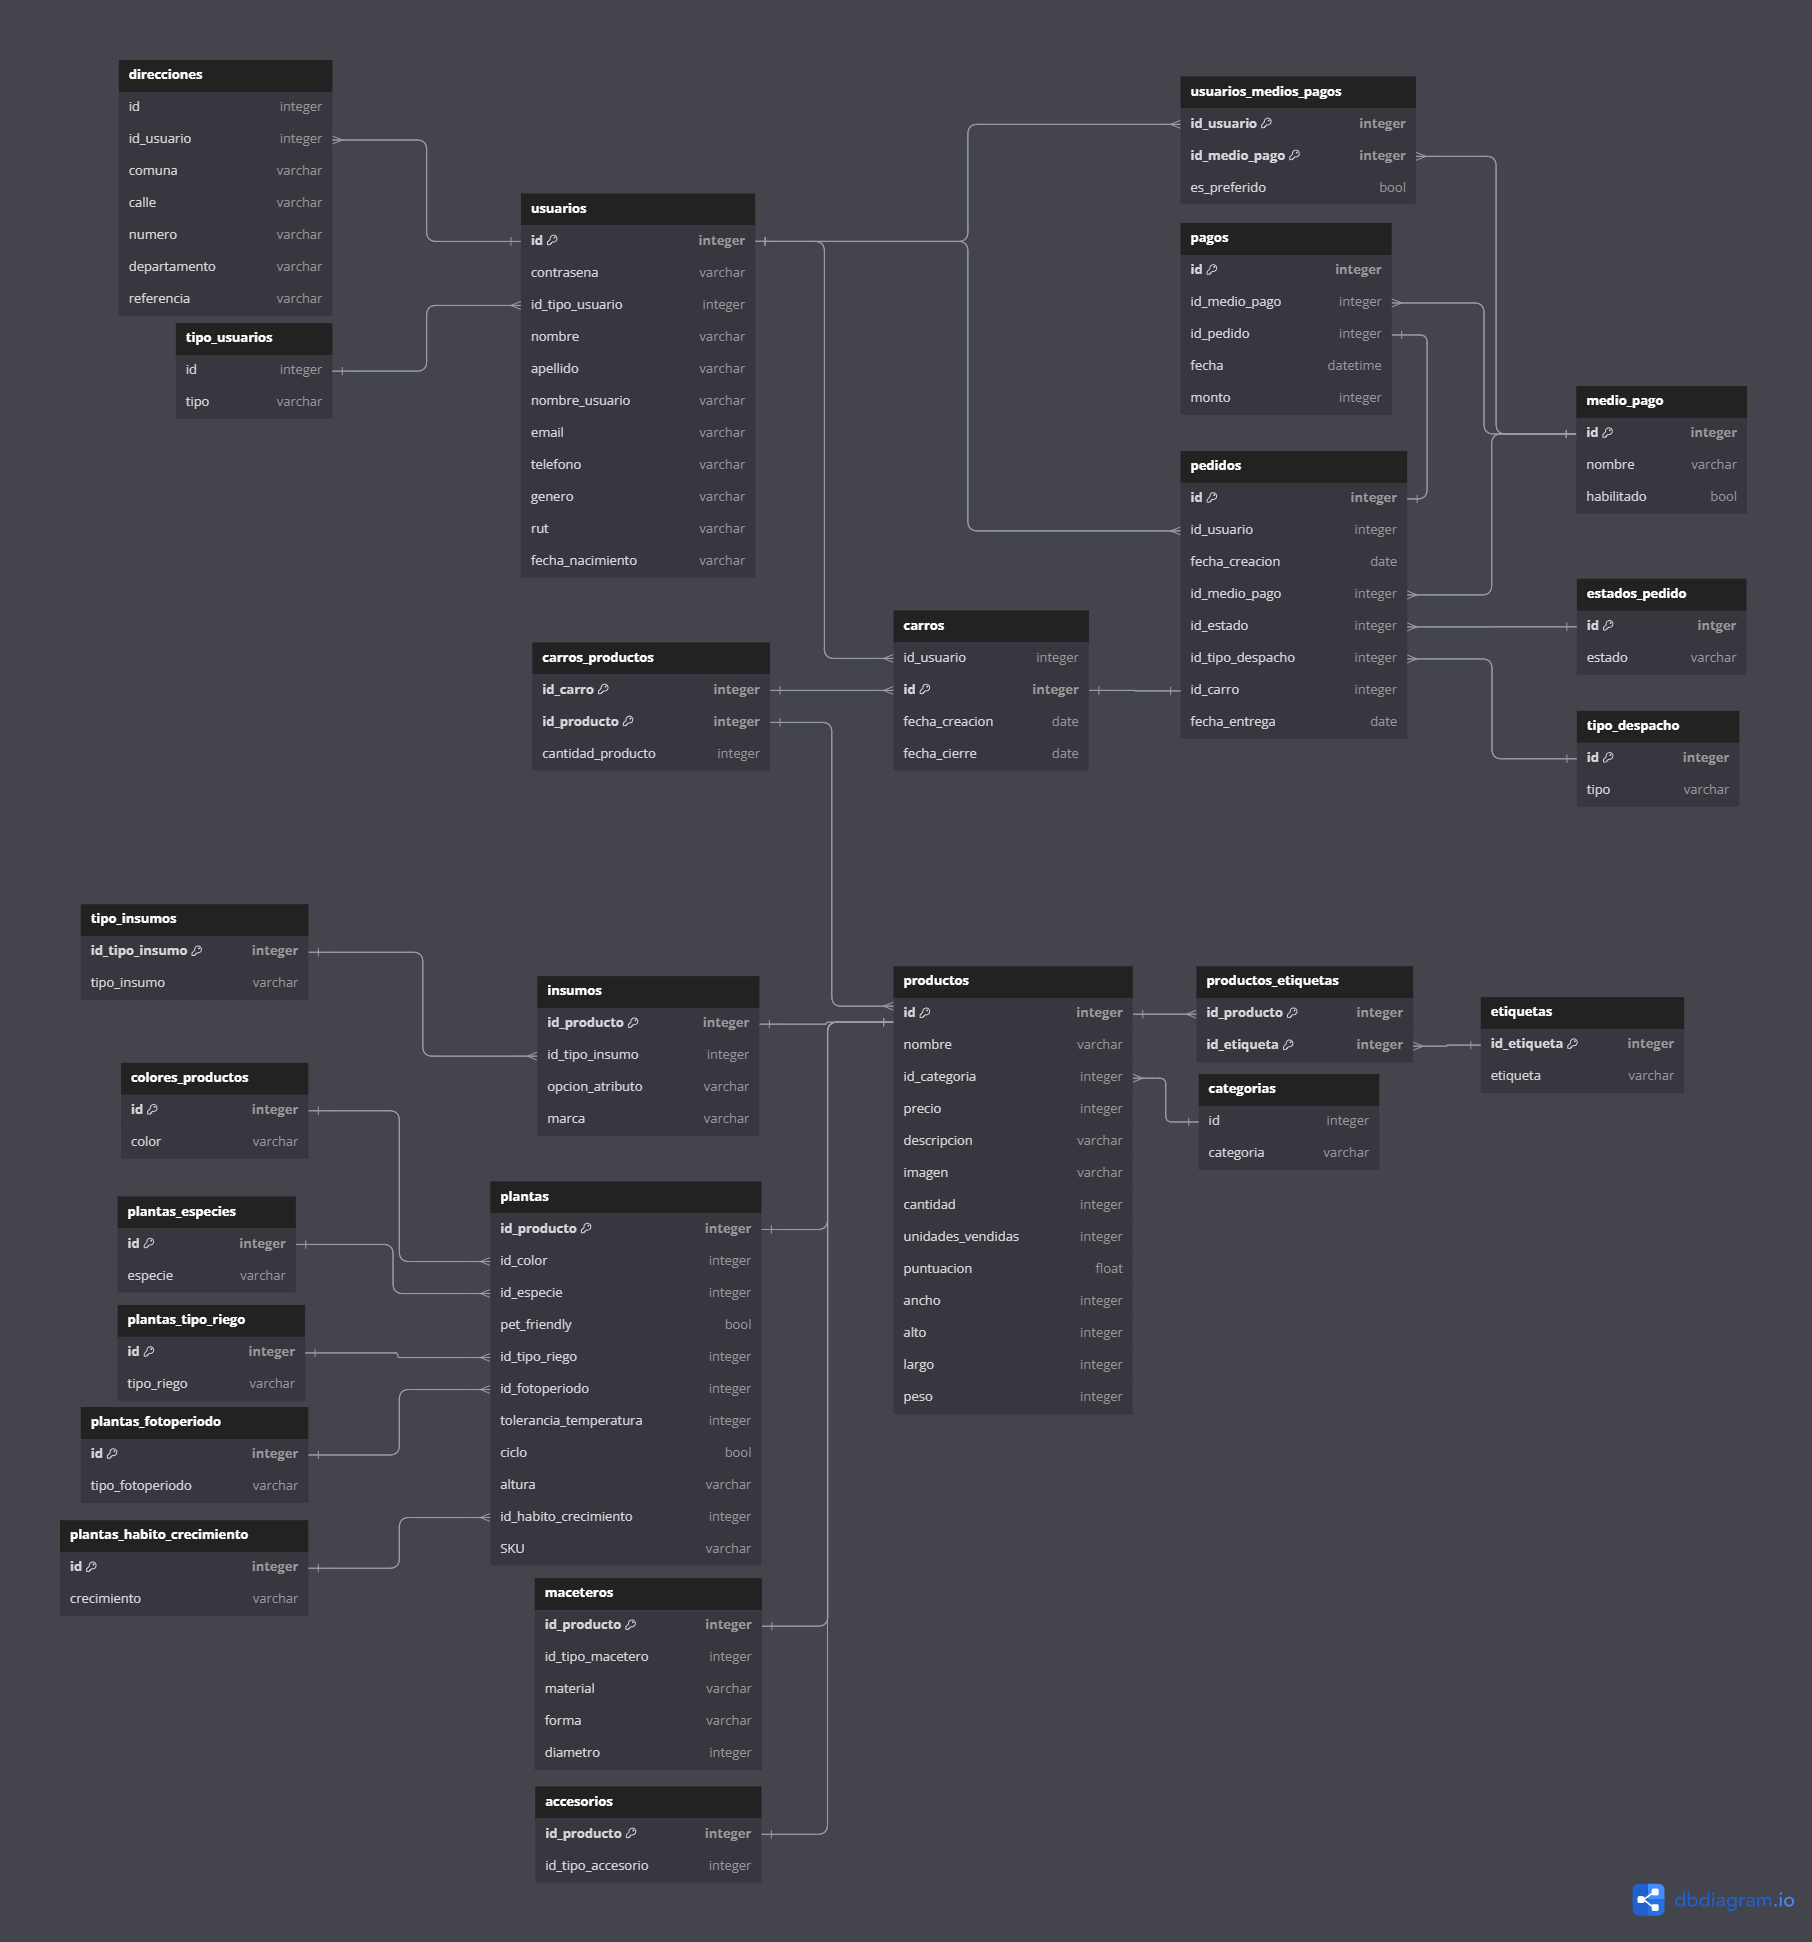 direcciones
id integer
id_usuario integer
comuna varchar
calle varchar
numero varchar
departamento varchar
referencia varchar
tipo_usuarios
id integer
tipo varchar
usuarios
id integer
contrasena varchar
id_tipo_usuario integer
nombre varchar
apellido varchar
nombre_usuario varchar
email varchar
telefono varchar
genero varchar
rut varchar
fecha_nacimiento varchar
usuarios_medios_pagos
id_usuario integer
id_medio_pago integer
es_preferido bool
pagos
id integer
id_medio_pago integer
id_pedido integer
fecha datetime
monto integer
medio_pago
id integer
nombre varchar
habilitado bool
pedidos
id integer
id_usuario integer
fecha_creacion date
id_medio_pago integer
id_estado integer
id_tipo_despacho integer
id_carro integer
fecha_entrega date
estados_pedido
id intger
estado varchar
tipo_despacho
id integer
tipo varchar
carros
id_usuario integer
id integer
fecha_creacion date
fecha_cierre date
carros_productos
id_carro integer
id_producto integer
cantidad_producto integer
tipo_insumos
id_tipo_insumo integer
tipo_insumo varchar
insumos
id_producto integer
id_tipo_insumo integer
opcion_atributo varchar
marca varchar
productos
id integer
nombre varchar
id_categoria integer
precio integer
descripcion varchar
imagen varchar
cantidad integer
unidades_vendidas integer
puntuacion float
ancho integer
alto integer
largo integer
peso integer
productos_etiquetas
id_producto integer
id_etiqueta integer
etiquetas
id_etiqueta integer
etiqueta varchar
categorias
id integer
categoria varchar
colores_productos
id integer
color varchar
plantas_especies
id integer
especie varchar
plantas_tipo_riego
id integer
tipo_riego varchar
plantas_fotoperiodo
id integer
tipo_fotoperiodo varchar
plantas_habito_crecimiento
id integer
crecimiento varchar
plantas
id_producto integer
id_color integer
id_especie integer
pet_friendly bool
id_tipo_riego integer
id_fotoperiodo integer
tolerancia_temperatura integer
ciclo bool
altura varchar
id_habito_crecimiento integer
SKU varchar
maceteros
id_producto integer
id_tipo_macetero integer
material varchar
forma varchar
diametro integer
accesorios
id_producto integer
id_tipo_accesorio integer
dbdiagram.io